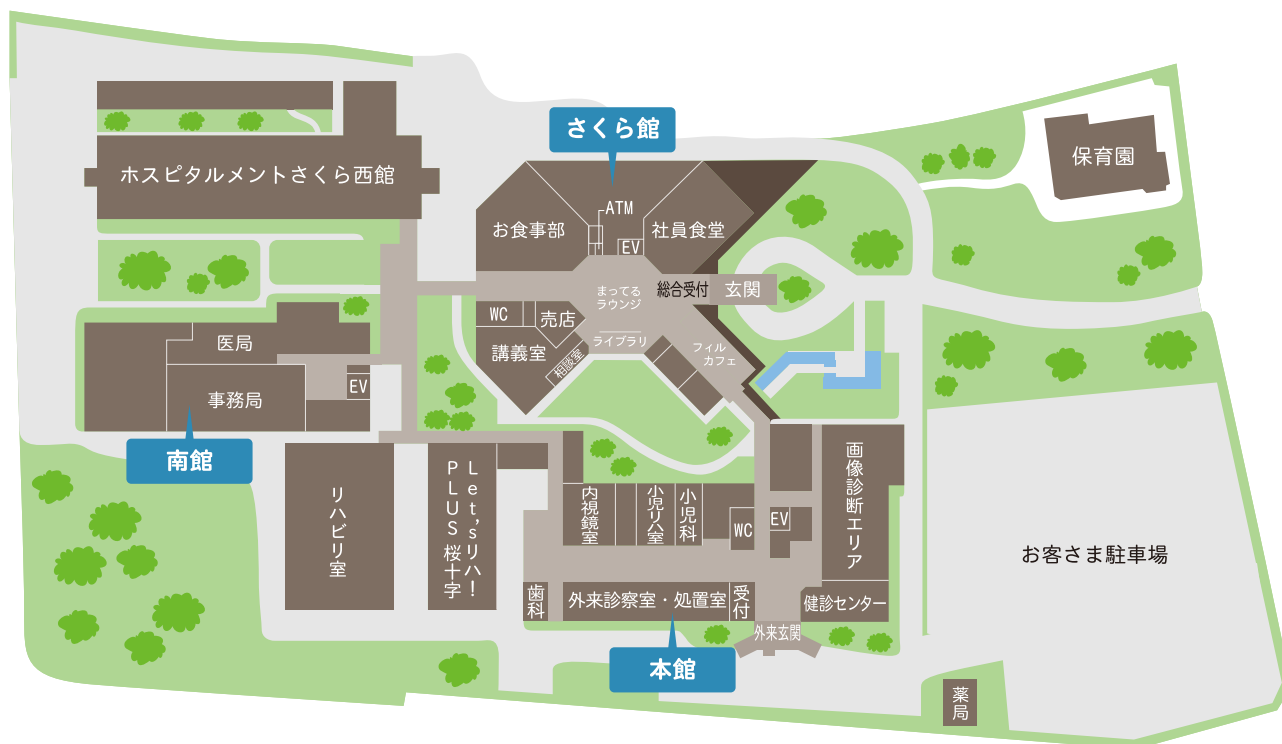 さくら館
保育園
ホスピタルメントさくら西館
ATM
お食事部
社員食堂
EV
総合受付
玄関
まってる
ラウンジ
WC
売店
ライブラリ
講義室
相談室
フィル
カフェ
医局
EV
事務局
南館
リハビリ室
Let'sリハ!
PLUS 桜十字
内視鏡室
小児リハ室
小児科
WC
EV
画像診断エリア
お客さま駐車場
歯科
外来診察室・処置室
受付
健診センター
外来玄関
本館
薬局